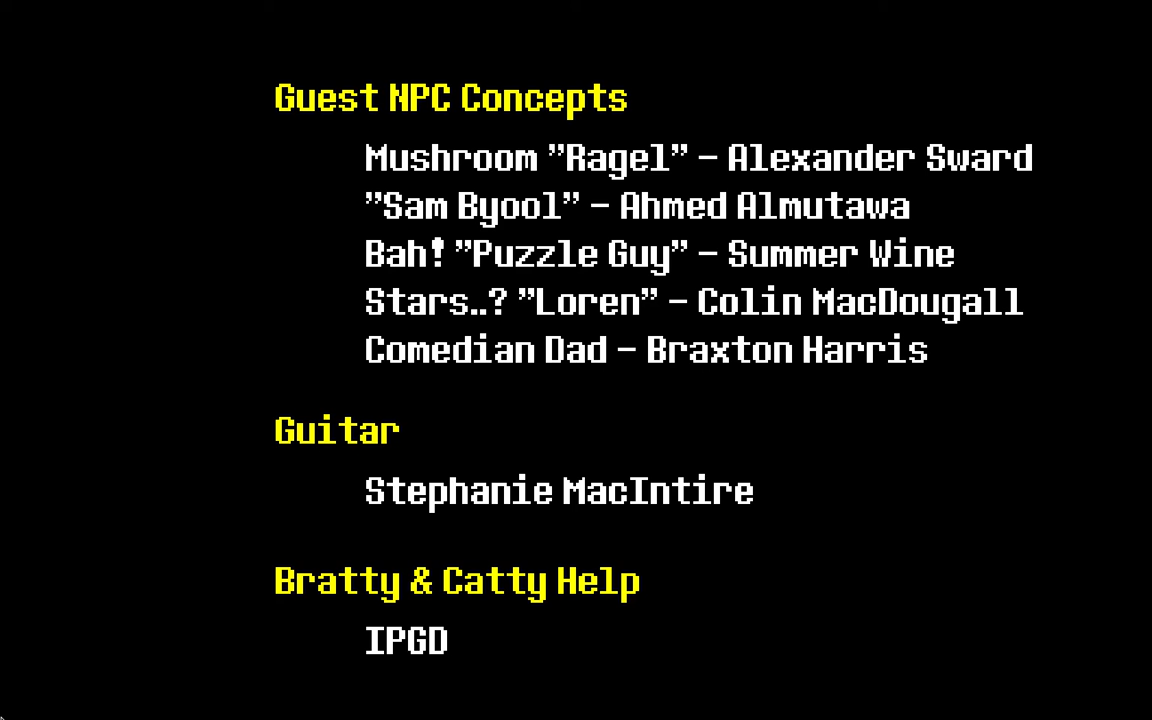 Guest NPC Concepts
Mushroom "Ragel" - Alexander Sward
"Sam Byool" - Ahmed Almutawa
Bah! "Puzzle Guy" - Summer Wine
Stars..? "Loren" - Colin MacDougall
Comedian Dad - Braxton Harris
Guitar
Stephanie MacIntire
Bratty & Catty Help
IPGD